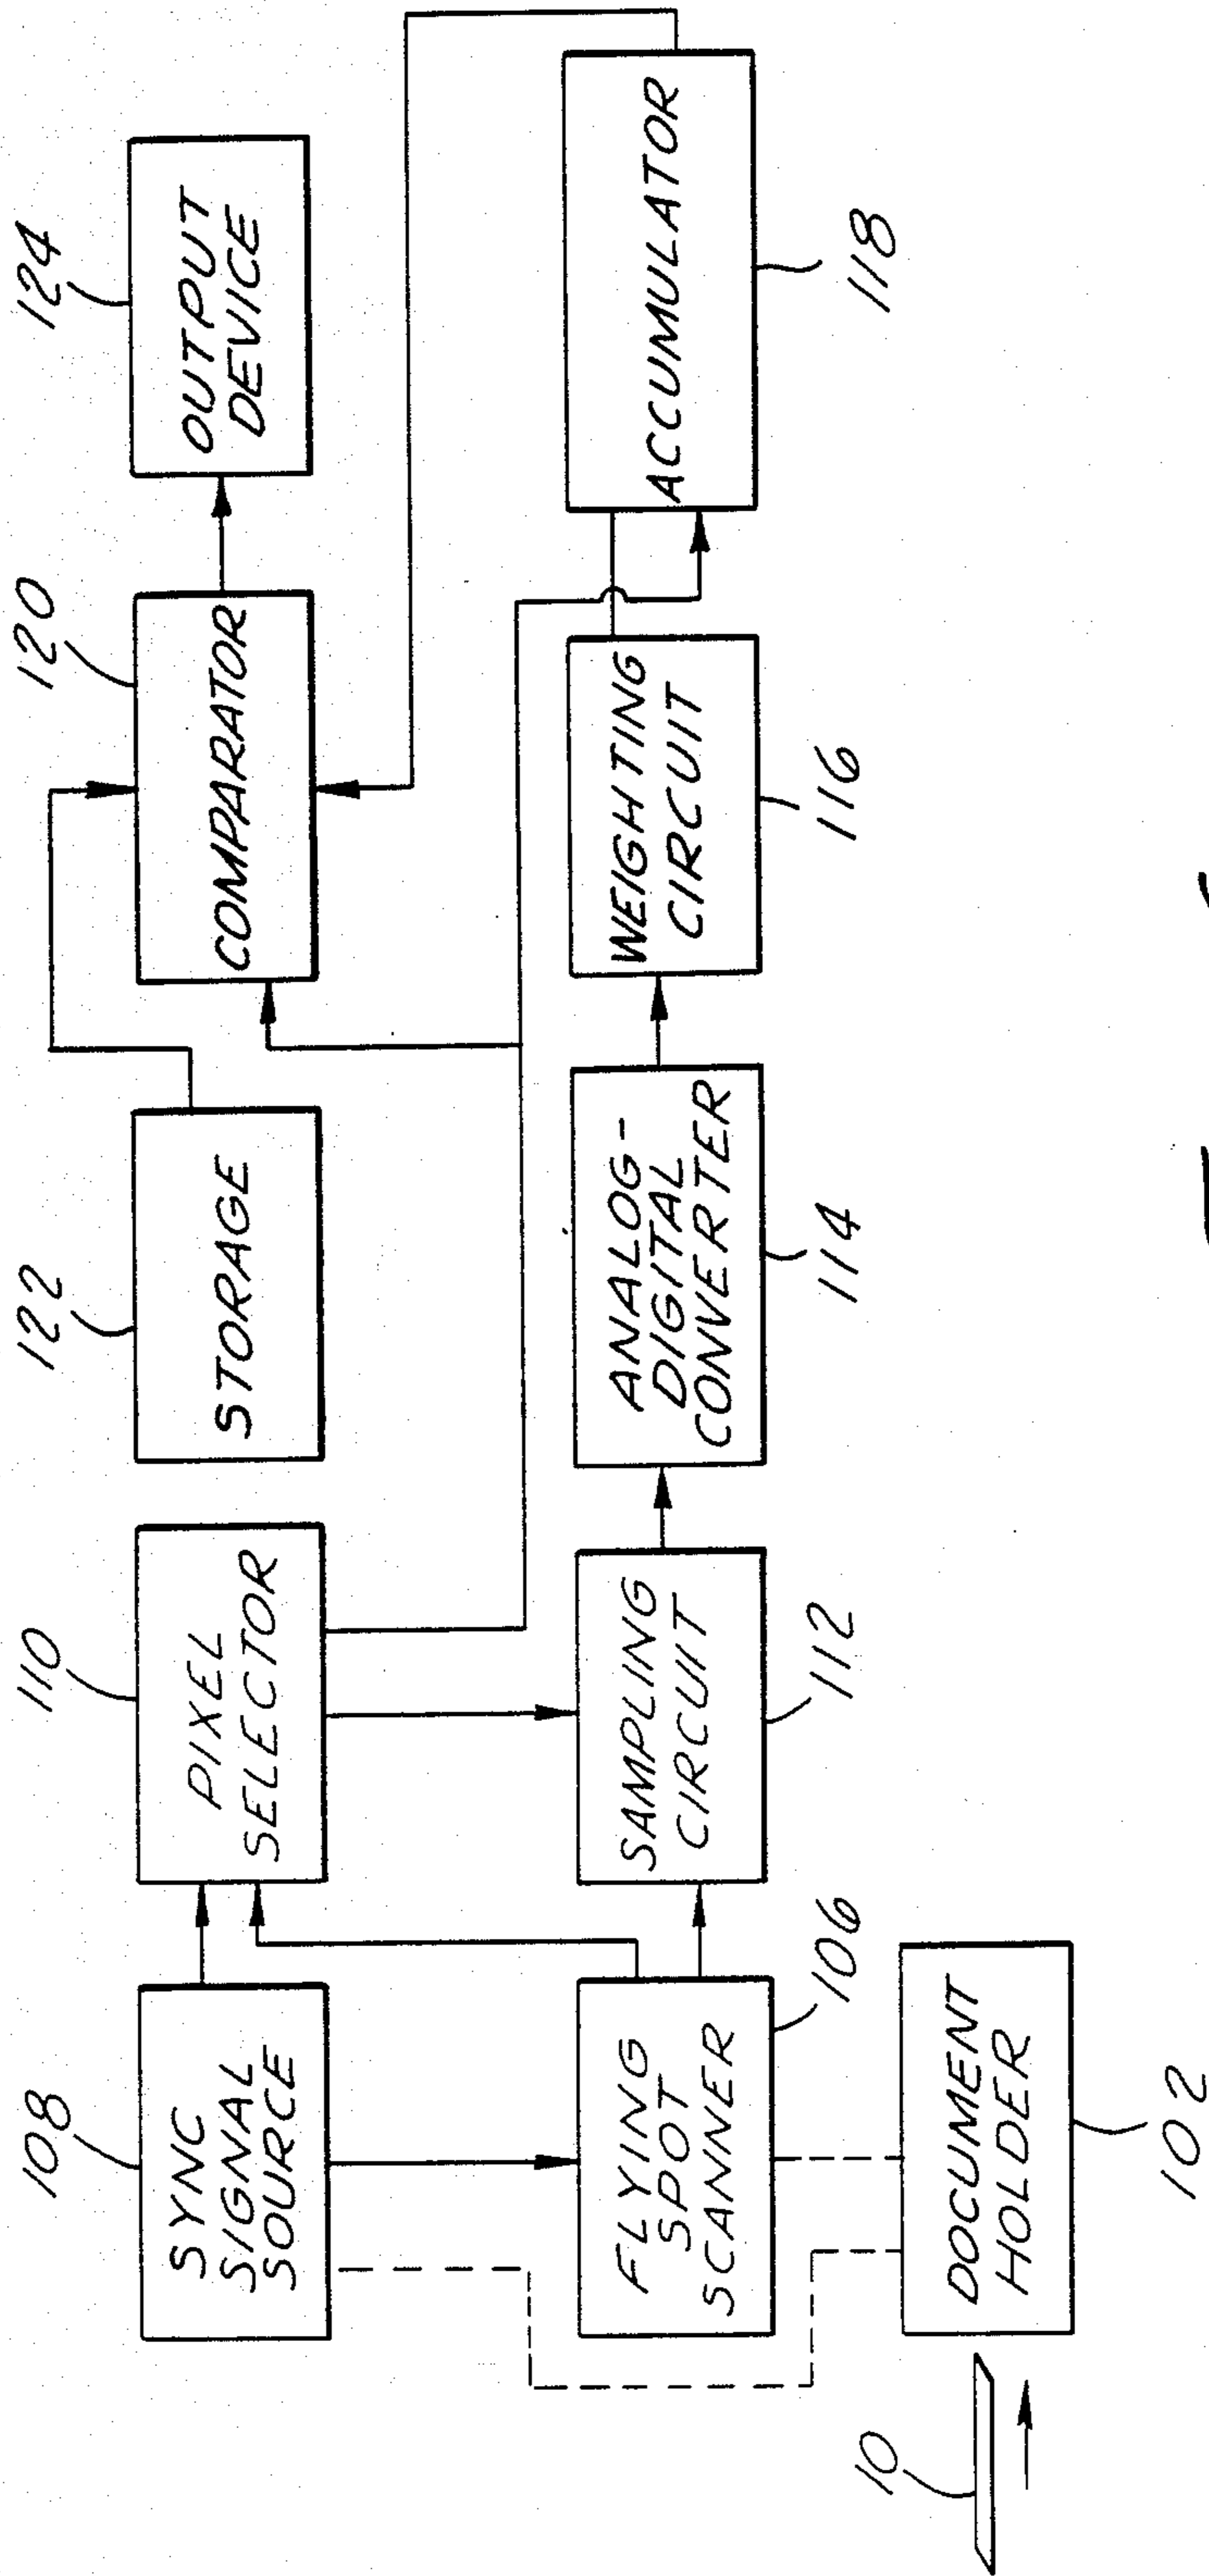 108
SYNC
SIGNAL
SOURCE
110
PIXEL
SELECTOR
122
STORAGE
120
COMPARATOR
124
OUTPUT
DEVICE
FLYING
SPOT
SCANNER
106
SAMPLING
CIRCUIT
112
ANALOG-
DIGITAL
CONVERTER
114
WEIGHTING
CIRCUIT
116
ACCUMULATOR
118
10
DOCUMENT
HOLDER
102